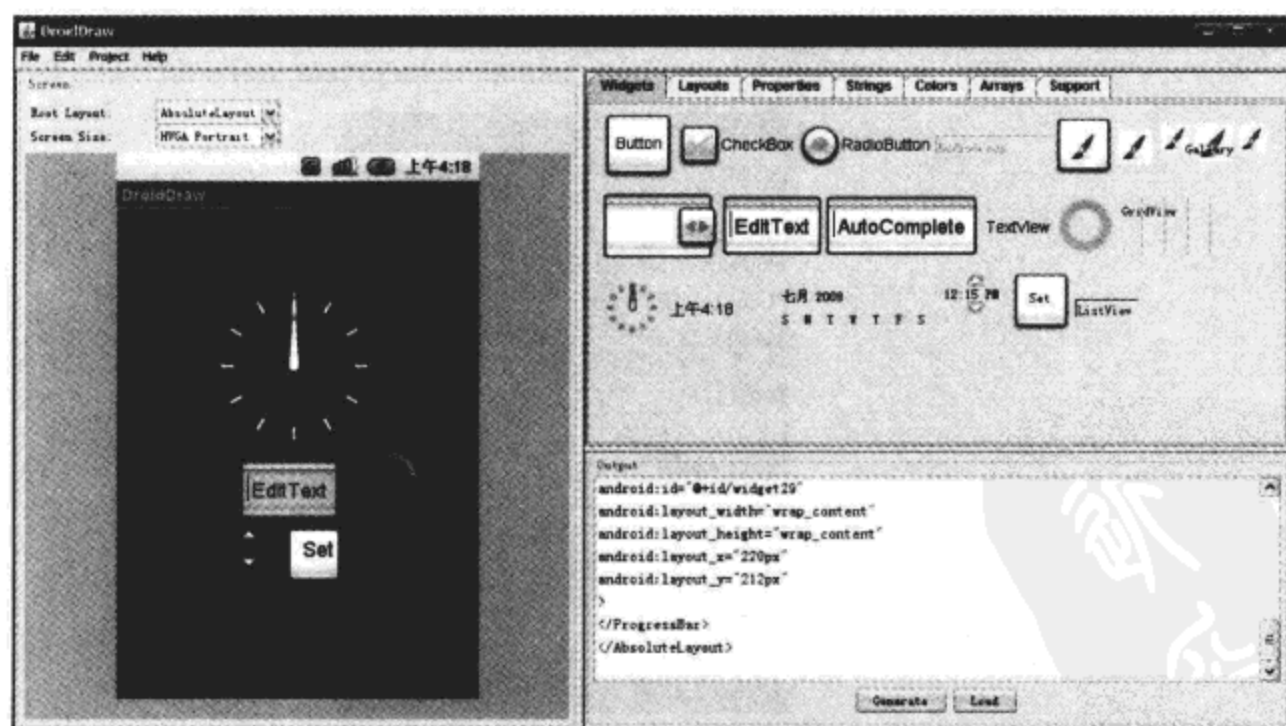 DroidDraw
File Edit Project Help
Screen
Root Layout: AbsoluteLayout
Screen Size: HVGA Portrait
上午4:18
DroidDraw
EditText
Set
Widgets Layouts Properties Strings Colors Arrays Support
Button CheckBox RadioButton Gallery
EditText AutoComplete TextView GridView
上午4:18 七月 2008 12:15 PM Set ListView
S M T W T F S
Output
android:id="@+id/widget29"
android:layout_width="wrap_content"
android:layout_height="wrap_content"
android:layout_x="220px"
android:layout_y="212px"
>
</ProgressBar>
</AbsoluteLayout>
Generate Load